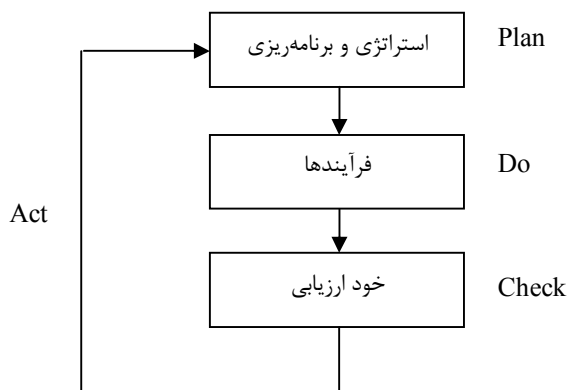 استراتژی و برنامه‌ریزی
Plan
فرآیندها
Do
Act
خود ارزیابی
Check